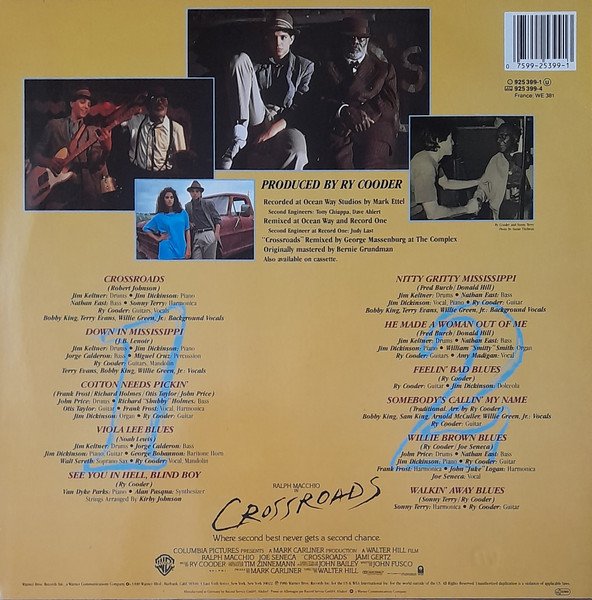 0 7599-25399-1
925 399-1
925 399-4
France: WE 381
Ry Cooder and Sonny Terry
PRODUCED BY RY COODER
Recorded at Ocean Way Studios by Mark Ettel
Second Engineers: Tony Chiappa, Dave Ahlert
Remixed at Ocean Way and Record One
Second Engineer at Record One: Judy Last
"Crossroads" Remixed by George Massenburg at The Complex
Originally mastered by Bernie Grundman
Also available on cassette.
1
CROSSROADS
(Robert Johnson)
Jim Keltner: Drums • Jim Dickinson: Piano
Nathan East: Bass • Sonny Terry: Harmonica
Ry Cooder: Guitars, Vocals
Bobby King, Terry Evans, Willie Green, Jr.: Background Vocals
DOWN IN MISSISSIPPI
(J.B. Lenoir)
Jim Keltner: Drums • Jim Dickinson: Piano
Jorge Calderon: Bass • Miguel Cruz: Percussion
Ry Cooder: Guitars, Mandolin
Terry Evans, Bobby King, Willie Green, Jr.: Vocals
COTTON NEEDS PICKIN'
(Frank Frost/Richard Holmes/Otis Taylor/John Price)
John Price: Drums • Richard "Shubby" Holmes: Bass
Otis Taylor: Guitar • Frank Frost: Vocal, Harmonica
Jim Dickinson: Organ • Ry Cooder: Guitar
VIOLA LEE BLUES
(Noah Lewis)
Jim Keltner: Drums • Jorge Calderon: Bass
Jim Dickinson: Piano, Guitar • George Bohannon: Baritone Horn
Walt Sereth: Soprano Sax • Ry Cooder: Vocal, Mandolin
SEE YOU IN HELL, BLIND BOY
(Ry Cooder)
Van Dyke Parks: Piano • Alan Pasqua: Synthesizer
Strings Arranged By Kirby Johnson
2
NITTY GRITTY MISSISSIPPI
(Fred Burch/Donald Hill)
Jim Keltner: Drums • Nathan East: Bass
Jim Dickinson: Vocal, Piano • Ry Cooder: Guitar
Bobby King, Terry Evans, Willie Green, Jr.: Background Vocals
HE MADE A WOMAN OUT OF ME
(Fred Burch/Donald Hill)
Jim Keltner: Drums • Nathan East: Bass
Jim Dickinson: Piano • William "Smitty" Smith: Organ
Ry Cooder: Guitars • Amy Madigan: Vocal
FEELIN' BAD BLUES
(Ry Cooder)
Ry Cooder: Guitar • Jim Dickinson: Dolceola
SOMEBODY'S CALLIN' MY NAME
(Traditional. Arr. by Ry Cooder)
Bobby King, Sam King, Arnold McCuller, Willie Green, Jr.: Vocals
Ry Cooder: Guitar
WILLIE BROWN BLUES
(Ry Cooder/Joe Seneca)
John Price: Drums • Nathan East: Bass
Jim Dickinson: Piano • Ry Cooder: Guitar
Frank Frost: Harmonica • John "Juke" Logan: Harmonica
Joe Seneca: Vocal
WALKIN' AWAY BLUES
(Sonny Terry/Ry Cooder)
Sonny Terry: Harmonica • Ry Cooder: Guitar
RALPH MACCHIO
IN
CROSSROADS
Where second best never gets a second chance.
COLUMBIA PICTURES PRESENTS A MARK CARLINER PRODUCTION A WALTER HILL FILM
RALPH MACCHIO JOE SENECA "CROSSROADS" JAMI GERTZ
RY COODER TIM ZINNEMANN JOHN BAILEY JOHN FUSCO
MARK CARLINER WALTER HILL